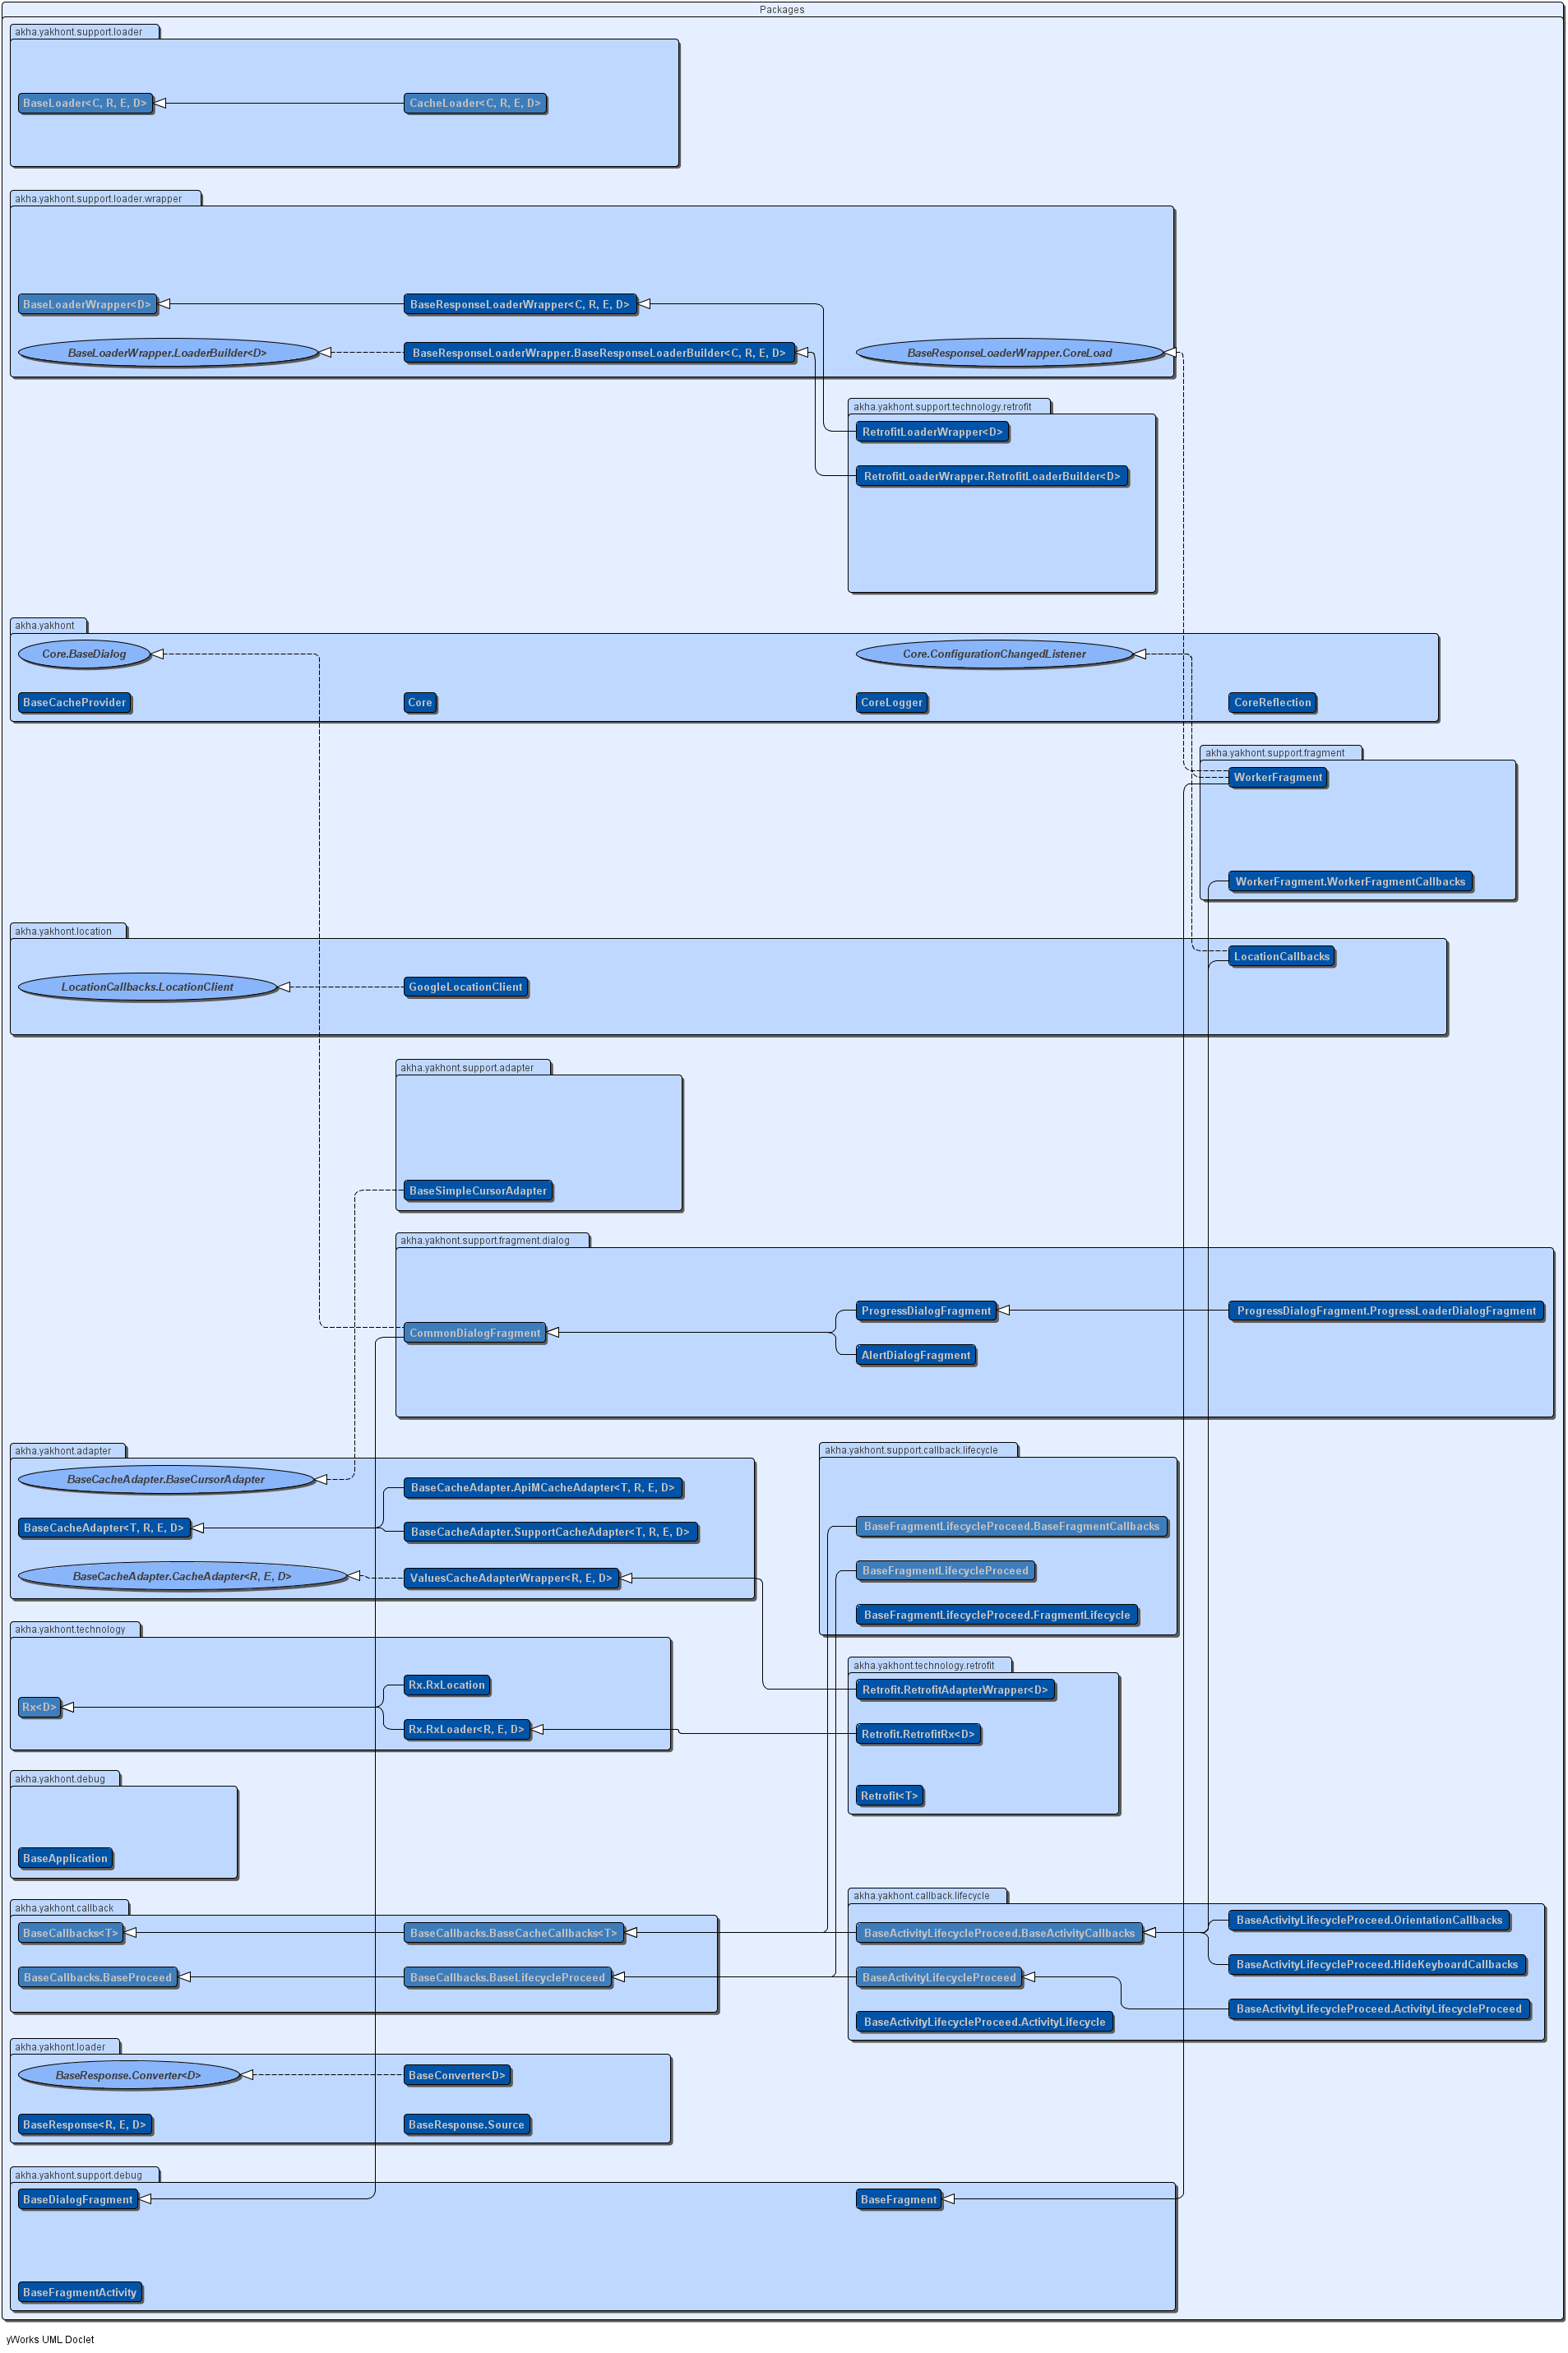 Packages
akha.yakhont.support.loader
BaseLoader<C, R, E, D>
CacheLoader<C, R, E, D>
akha.yakhont.support.loader.wrapper
BaseLoaderWrapper<D>
BaseResponseLoaderWrapper<C, R, E, D>
BaseLoaderWrapper.LoaderBuilder<D>
BaseResponseLoaderWrapper.BaseResponseLoaderBuilder<C, R, E, D>
BaseResponseLoaderWrapper.CoreLoad
akha.yakhont.support.technology.retrofit
RetrofitLoaderWrapper<D>
RetrofitLoaderWrapper.RetrofitLoaderBuilder<D>
akha.yakhont
Core.BaseDialog
Core.ConfigurationChangedListener
BaseCacheProvider
Core
CoreLogger
CoreReflection
akha.yakhont.support.fragment
WorkerFragment
WorkerFragment.WorkerFragmentCallbacks
akha.yakhont.location
LocationCallbacks
LocationCallbacks.LocationClient
GoogleLocationClient
akha.yakhont.support.adapter
BaseSimpleCursorAdapter
akha.yakhont.support.fragment.dialog
ProgressDialogFragment
ProgressDialogFragment.ProgressLoaderDialogFragment
CommonDialogFragment
AlertDialogFragment
akha.yakhont.adapter
BaseCacheAdapter.BaseCursorAdapter
BaseCacheAdapter.ApiMCacheAdapter<T, R, E, D>
BaseCacheAdapter<T, R, E, D>
BaseCacheAdapter.SupportCacheAdapter<T, R, E, D>
BaseCacheAdapter.CacheAdapter<R, E, D>
ValuesCacheAdapterWrapper<R, E, D>
akha.yakhont.support.callback.lifecycle
BaseFragmentLifecycleProceed.BaseFragmentCallbacks
BaseFragmentLifecycleProceed
BaseFragmentLifecycleProceed.FragmentLifecycle
akha.yakhont.technology
Rx.RxLocation
Rx<D>
Rx.RxLoader<R, E, D>
akha.yakhont.technology.retrofit
Retrofit.RetrofitAdapterWrapper<D>
Retrofit.RetrofitRx<D>
Retrofit<T>
akha.yakhont.debug
BaseApplication
akha.yakhont.callback
BaseCallbacks<T>
BaseCallbacks.BaseCacheCallbacks<T>
BaseCallbacks.BaseProceed
BaseCallbacks.BaseLifecycleProceed
akha.yakhont.callback.lifecycle
BaseActivityLifecycleProceed.OrientationCallbacks
BaseActivityLifecycleProceed.BaseActivityCallbacks
BaseActivityLifecycleProceed.HideKeyboardCallbacks
BaseActivityLifecycleProceed
BaseActivityLifecycleProceed.ActivityLifecycleProceed
BaseActivityLifecycleProceed.ActivityLifecycle
akha.yakhont.loader
BaseResponse.Converter<D>
BaseConverter<D>
BaseResponse<R, E, D>
BaseResponse.Source
akha.yakhont.support.debug
BaseDialogFragment
BaseFragment
BaseFragmentActivity
yWorks UML Doclet